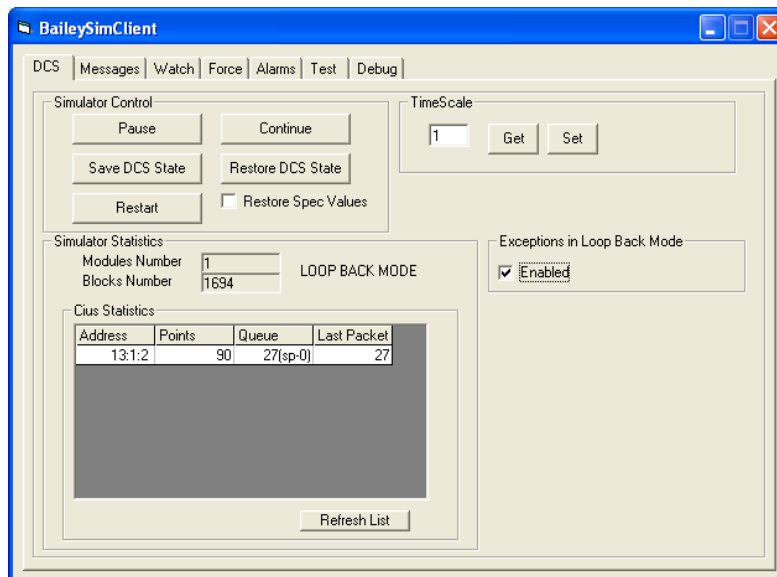 BaileySimClient
DCS Messages Watch Force Alarms Test Debug
Simulator Control
Pause Continue
Save DCS State Restore DCS State
Restart Restore Spec Values
TimeScale
1 Get Set
Simulator Statistics
Modules Number 1
Blocks Number 1694
LOOP BACK MODE
Exceptions in Loop Back Mode
Enabled
Cius Statistics
Address Points Queue Last Packet
13:1:2 90 27(sp-0) 27
Refresh List